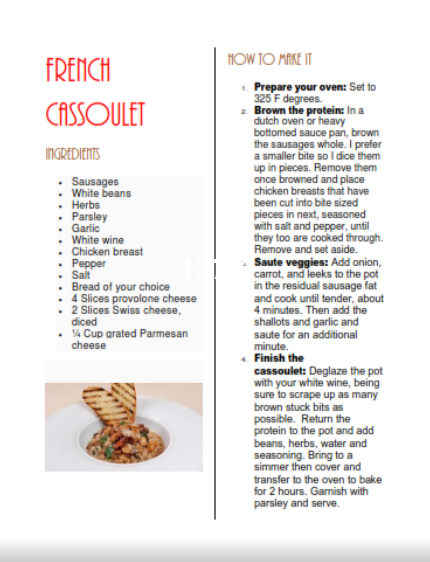 FRENCH
CASSOULET
INGREDIENTS
• Sausages
• White beans
• Herbs
• Parsley
• Garlic
• White wine
• Chicken breast
• Pepper
• Salt
• Bread of your choice
• 4 Slices provolone cheese
• 2 Slices Swiss cheese,
diced
• ¼ Cup grated Parmesan
cheese
HOW TO MAKE IT
1. Prepare your oven: Set to
325 F degrees.
2. Brown the protein: In a
dutch oven or heavy
bottomed sauce pan, brown
the sausages whole. I prefer
a smaller bite so I dice them
up in pieces. Remove them
once browned and place
chicken breasts that have
been cut into bite sized
pieces in next, seasoned
with salt and pepper, until
they too are cooked through.
Remove and set aside.
Saute veggies: Add onion,
carrot, and leeks to the pot
in the residual sausage fat
and cook until tender, about
4 minutes. Then add the
shallots and garlic and
saute for an additional
minute.
4. Finish the
cassoulet: Deglaze the pot
with your white wine, being
sure to scrape up as many
brown stuck bits as
possible. Return the
protein to the pot and add
beans, herbs, water and
seasoning. Bring to a
simmer then cover and
transfer to the oven to bake
for 2 hours. Garnish with
parsley and serve.